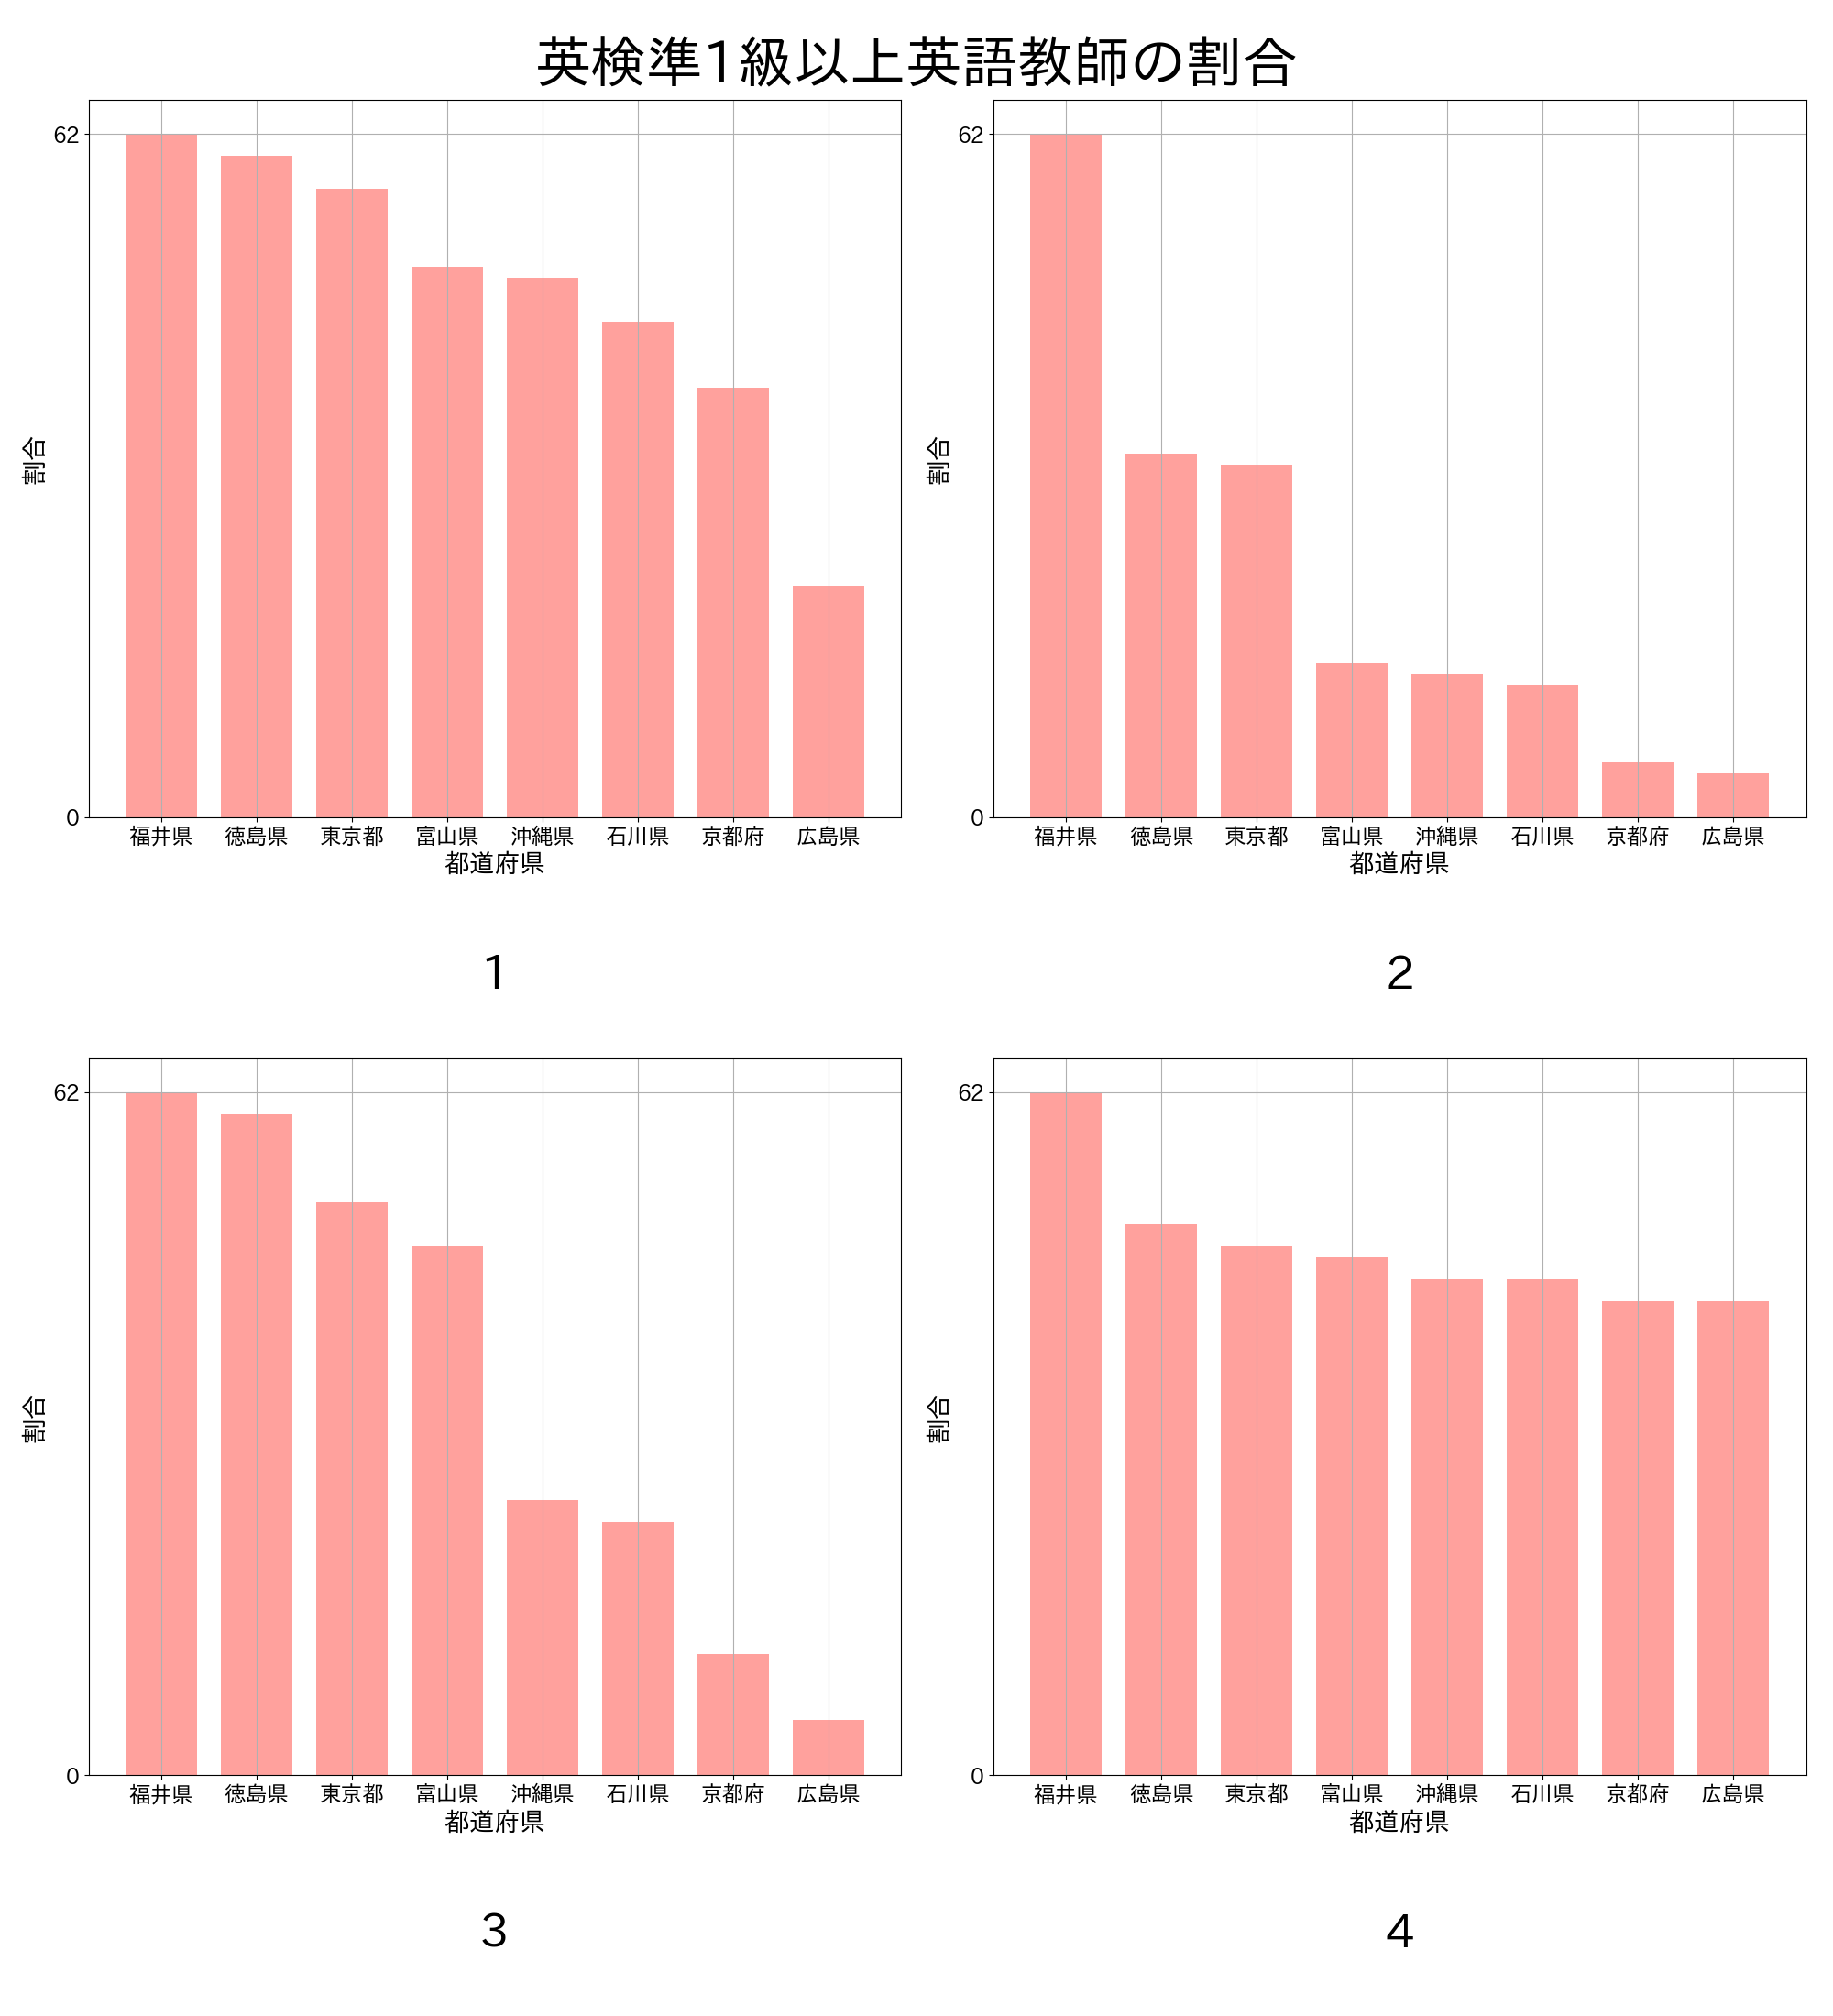 英検準1級以上英語教師の割合
62
0
割合
福井県 徳島県 東京都 富山県 沖縄県 石川県 京都府 広島県
都道府県
1
62
0
割合
福井県 徳島県 東京都 富山県 沖縄県 石川県 京都府 広島県
都道府県
2
62
0
割合
福井県 徳島県 東京都 富山県 沖縄県 石川県 京都府 広島県
都道府県
3
62
0
割合
福井県 徳島県 東京都 富山県 沖縄県 石川県 京都府 広島県
都道府県
4